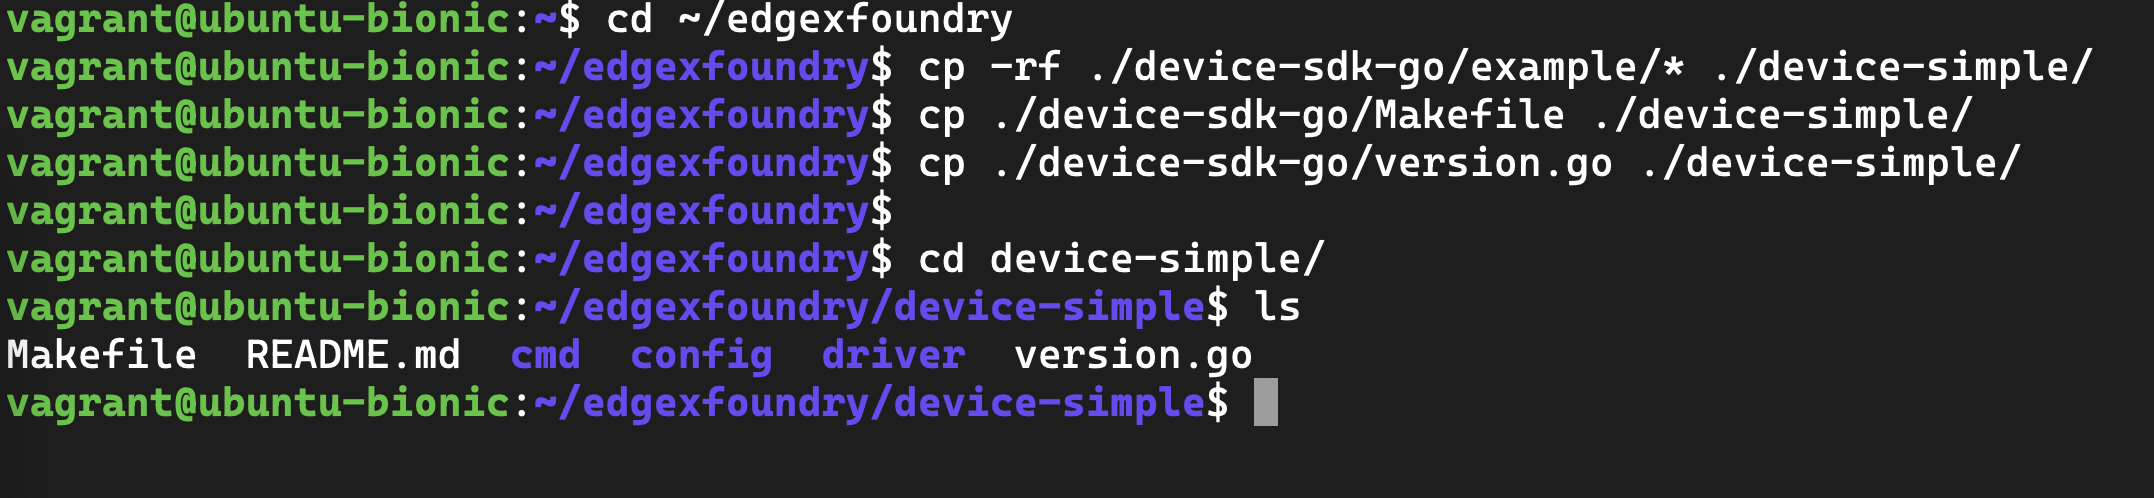 vagrant@ubuntu-bionic:~$ cd ~/edgexfoundry
vagrant@ubuntu-bionic:~/edgexfoundry$ cp -rf ./device-sdk-go/example/* ./device-simple/
vagrant@ubuntu-bionic:~/edgexfoundry$ cp ./device-sdk-go/Makefile ./device-simple/
vagrant@ubuntu-bionic:~/edgexfoundry$ cp ./device-sdk-go/version.go ./device-simple/
vagrant@ubuntu-bionic:~/edgexfoundry$
vagrant@ubuntu-bionic:~/edgexfoundry$ cd device-simple/
vagrant@ubuntu-bionic:~/edgexfoundry/device-simple$ ls
Makefile  README.md  cmd  config  driver  version.go
vagrant@ubuntu-bionic:~/edgexfoundry/device-simple$